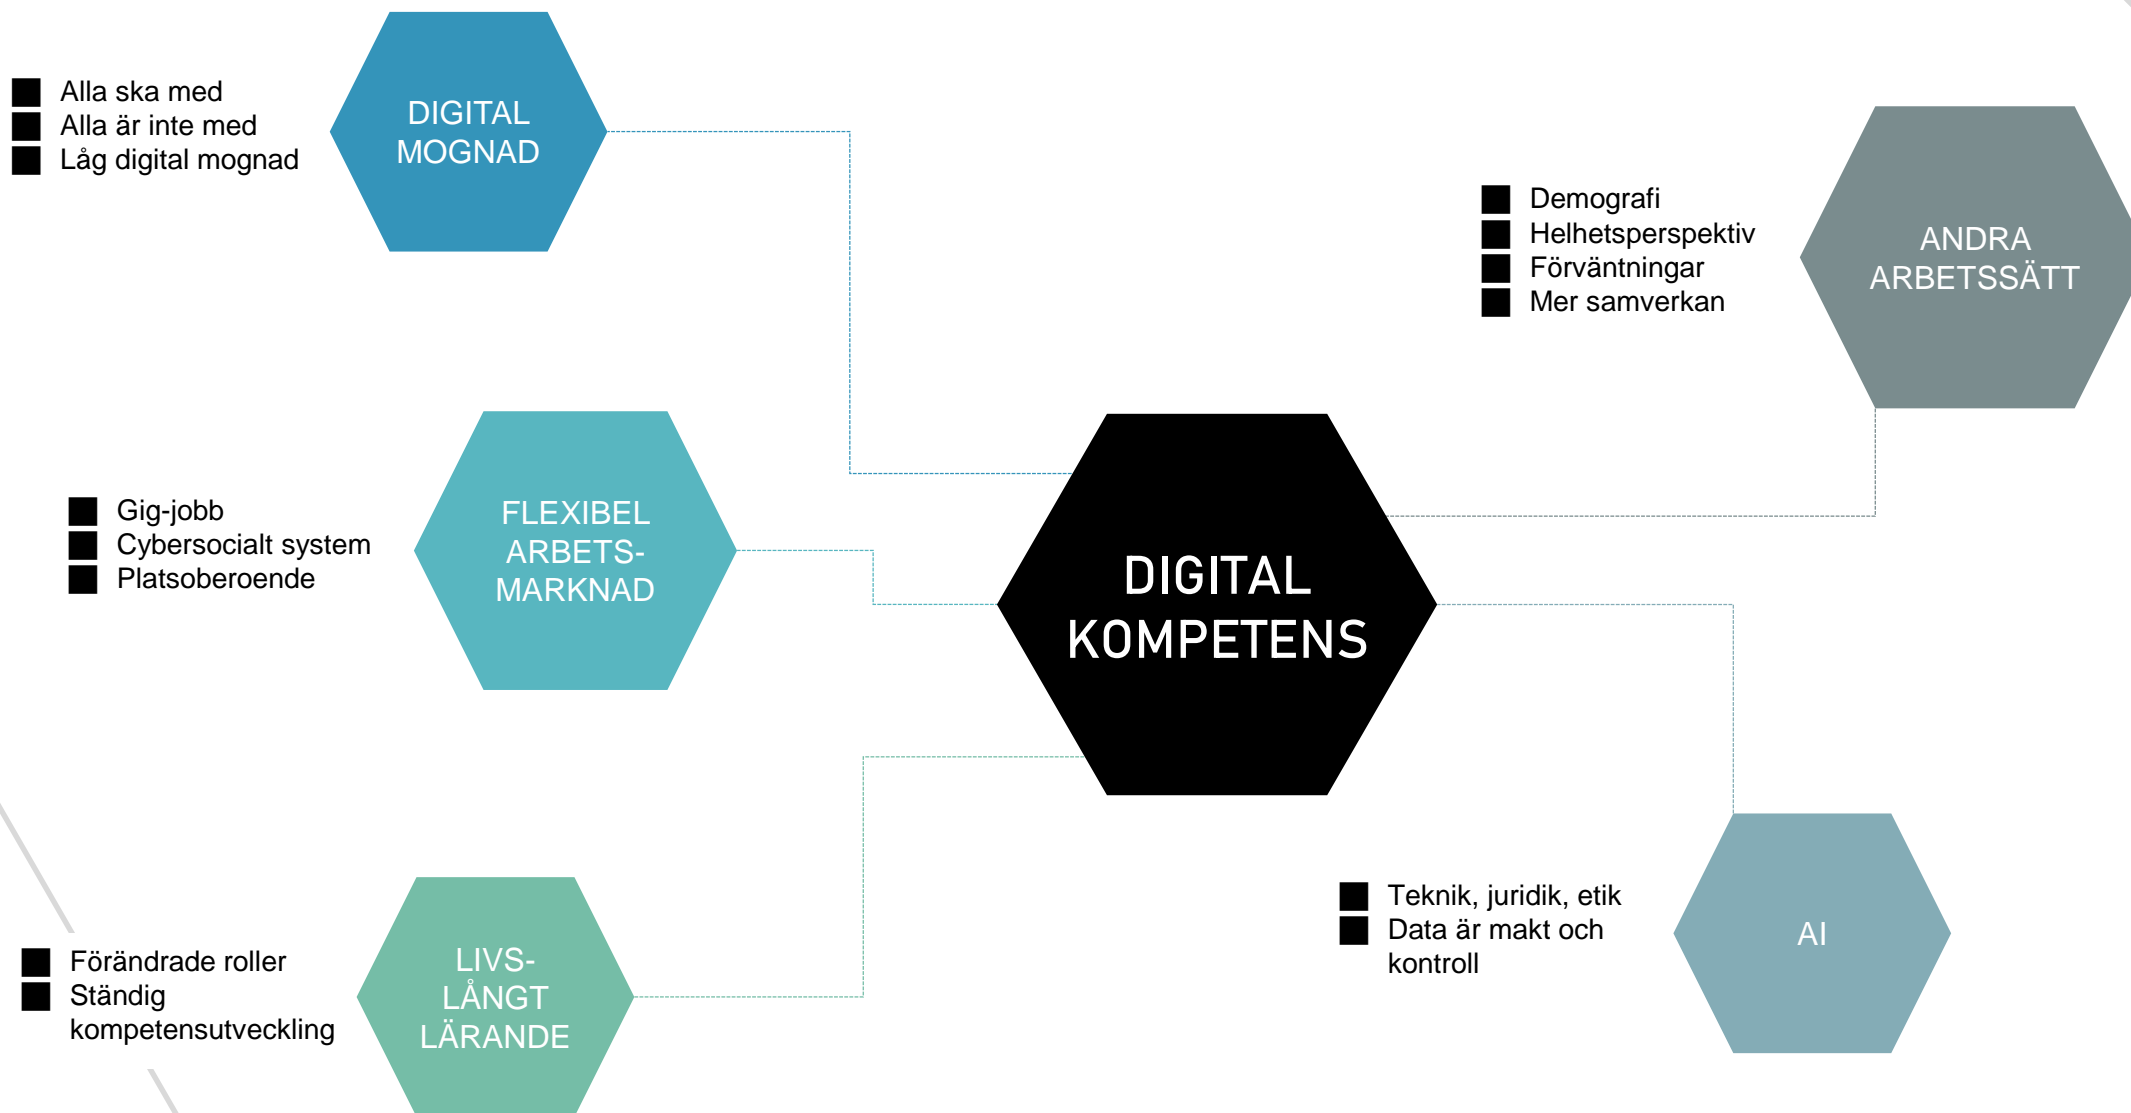 Alla ska med
Alla är inte med
Låg digital mognad
DIGITAL
MOGNAD
Demografi
Helhetsperspektiv
Förväntningar
Mer samverkan
ANDRA
ARBETSSÄTT
Gig-jobb
Cybersocialt system
Platsoberoende
FLEXIBEL
ARBETS-
MARKNAD
DIGITAL
KOMPETENS
Förändrade roller
Ständig
kompetensutveckling
LIVS-
LÅNGT
LÄRANDE
Teknik, juridik, etik
Data är makt och
kontroll
AI